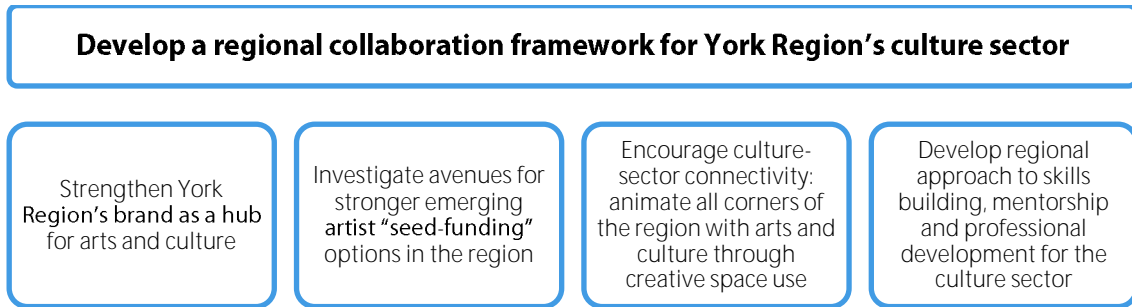 Develop a regional collaboration framework for York Region’s culture sector
Strengthen York
Region’s brand as a hub
for arts and culture
Investigate avenues for
stronger emerging
artist “seed-funding”
options in the region
Encourage culture-
sector connectivity:
animate all corners of
the region with arts and
culture through
creative space use
Develop regional
approach to skills
building, mentorship
and professional
development for the
culture sector